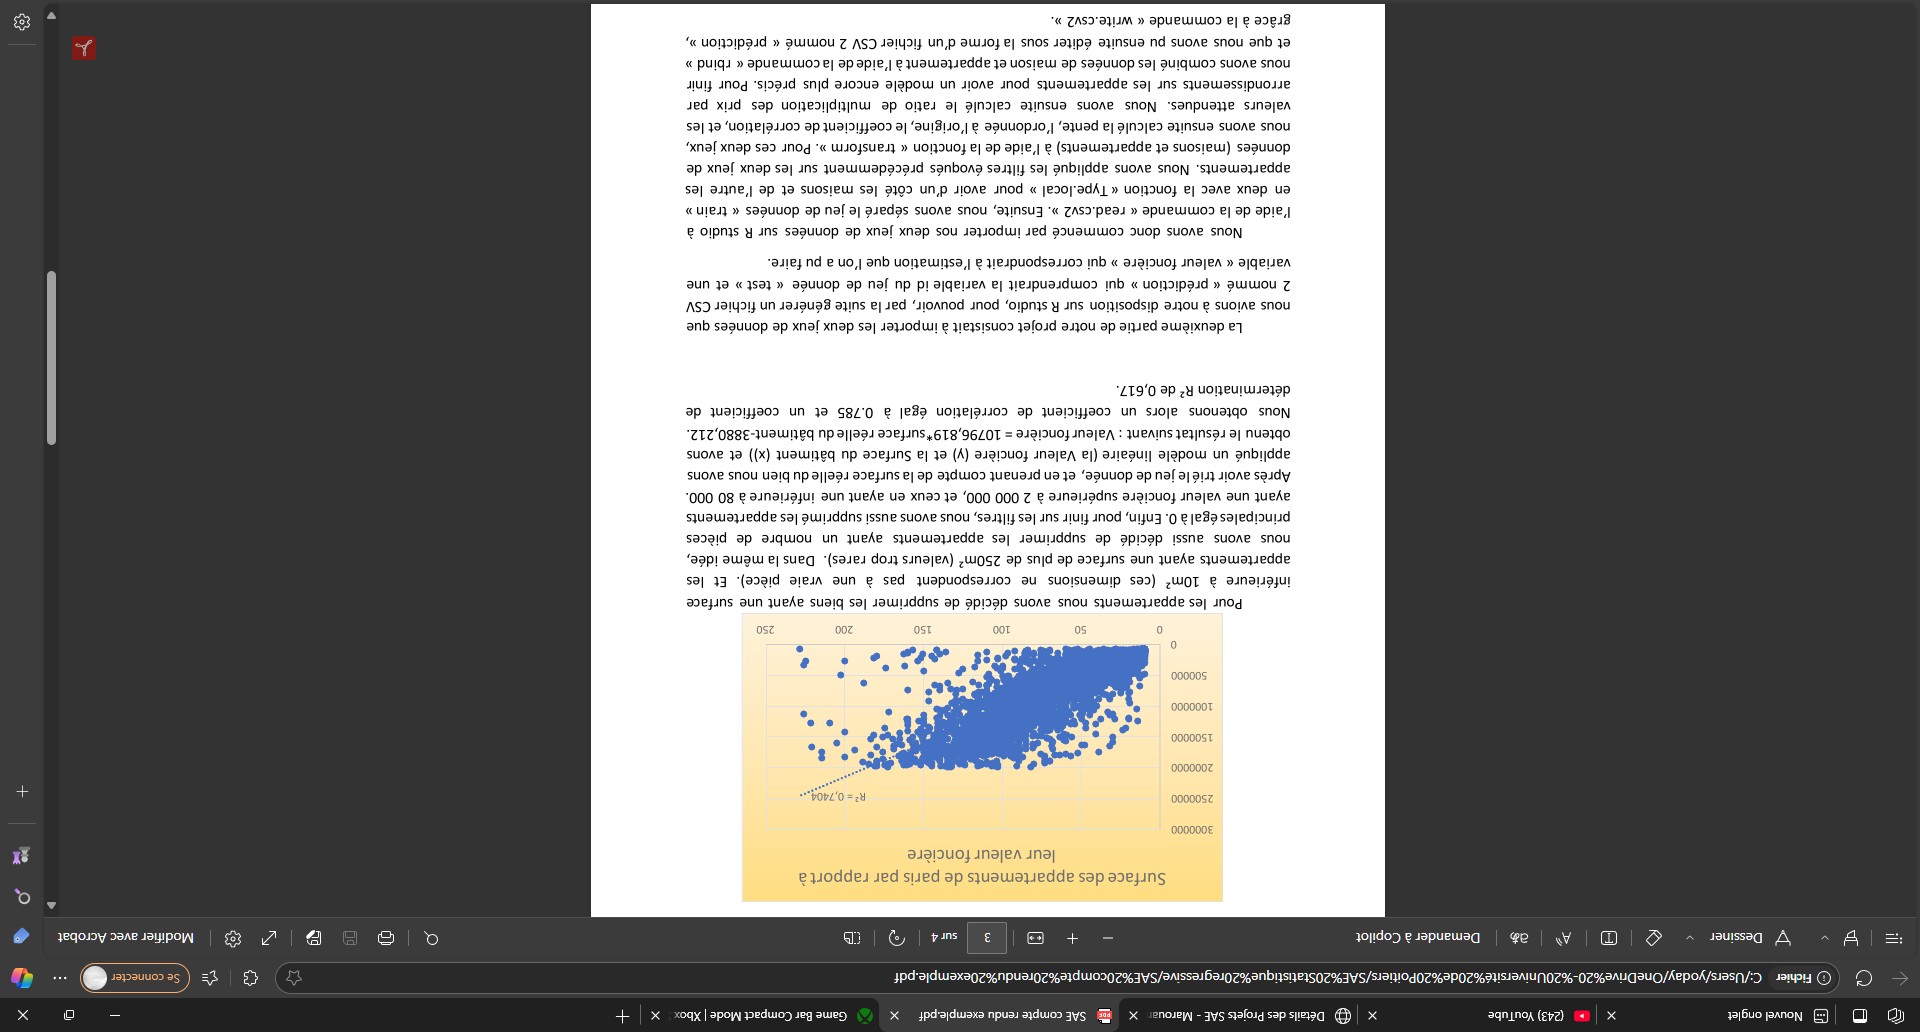 Nouvel onglet
(243) YouTube
Détails des Projets SAE - Marouan
SAE compte rendu exemple.pdf
Game Bar Compact Mode | Xbox
Fichier
C:/Users/yoday/OneDrive%20-%20Université%20de%20Poitiers/SAE%20Statistique%20regressive/SAE%20compte%20rendu%20exemple.pdf
Se connecter
Dessiner
Demander à Copilot
3 sur 4
Modifier avec Acrobat
Surface des appartements de paris par rapport à
leur valeur foncière
3000000
2500000
2000000
1500000
1000000
500000
0
R² = 0,7404
0 50 100 150 200 250
Pour les appartements nous avons décidé de supprimer les biens ayant une surface
inférieure à 10m² (ces dimensions ne correspondent pas à une vraie pièce). Et les
appartements ayant une surface de plus de 250m² (valeurs trop rares). Dans la même idée,
nous avons aussi décidé de supprimer les appartements ayant un nombre de pièces
principales égal à 0. Enfin, pour finir sur les filtres, nous avons aussi supprimé les appartements
ayant une valeur foncière supérieure à 2 000 000, et ceux en ayant une inférieure à 80 000.
Après avoir trié le jeu de donnée, et en prenant compte de la surface réelle du bien nous avons
appliqué un modèle linéaire (la Valeur foncière (y) et la Surface du bâtiment (x)) et avons
obtenu le résultat suivant : Valeur foncière = 10796,819*surface réelle du bâtiment-3880,212.
Nous obtenons alors un coefficient de corrélation égal à 0.785 et un coefficient de
détermination R² de 0,617.
La deuxième partie de notre projet consistait à importer les deux jeux de données que
nous avions à notre disposition sur R studio, pour pouvoir, par la suite générer un fichier CSV
2 nommé « prédiction » qui comprendrait la variable id du jeu de donnée « test » et une
variable « valeur foncière » qui correspondrait à l'estimation que l'on a pu faire.
Nous avons donc commencé par importer nos deux jeux de données sur R studio à
l'aide de la commande « read.csv2 ». Ensuite, nous avons séparé le jeu de données « train »
en deux avec la fonction « Type.local » pour avoir d'un côté les maisons et de l'autre les
appartements. Nous avons appliqué les filtres évoqués précédemment sur les deux jeux de
données (maisons et appartements) à l'aide de la fonction « transform ». Pour ces deux jeux,
nous avons ensuite calculé la pente, l'ordonnée à l'origine, le coefficient de corrélation, et les
valeurs attendues. Nous avons ensuite calculé le ratio de multiplication des prix par
arrondissements sur les appartements pour avoir un modèle encore plus précis. Pour finir
nous avons combiné les données de maison et appartement à l'aide de la commande « rbind »
et que nous avons pu ensuite éditer sous la forme d'un fichier CSV 2 nommé « prédiction »,
grâce à la commande « write.csv2 ».